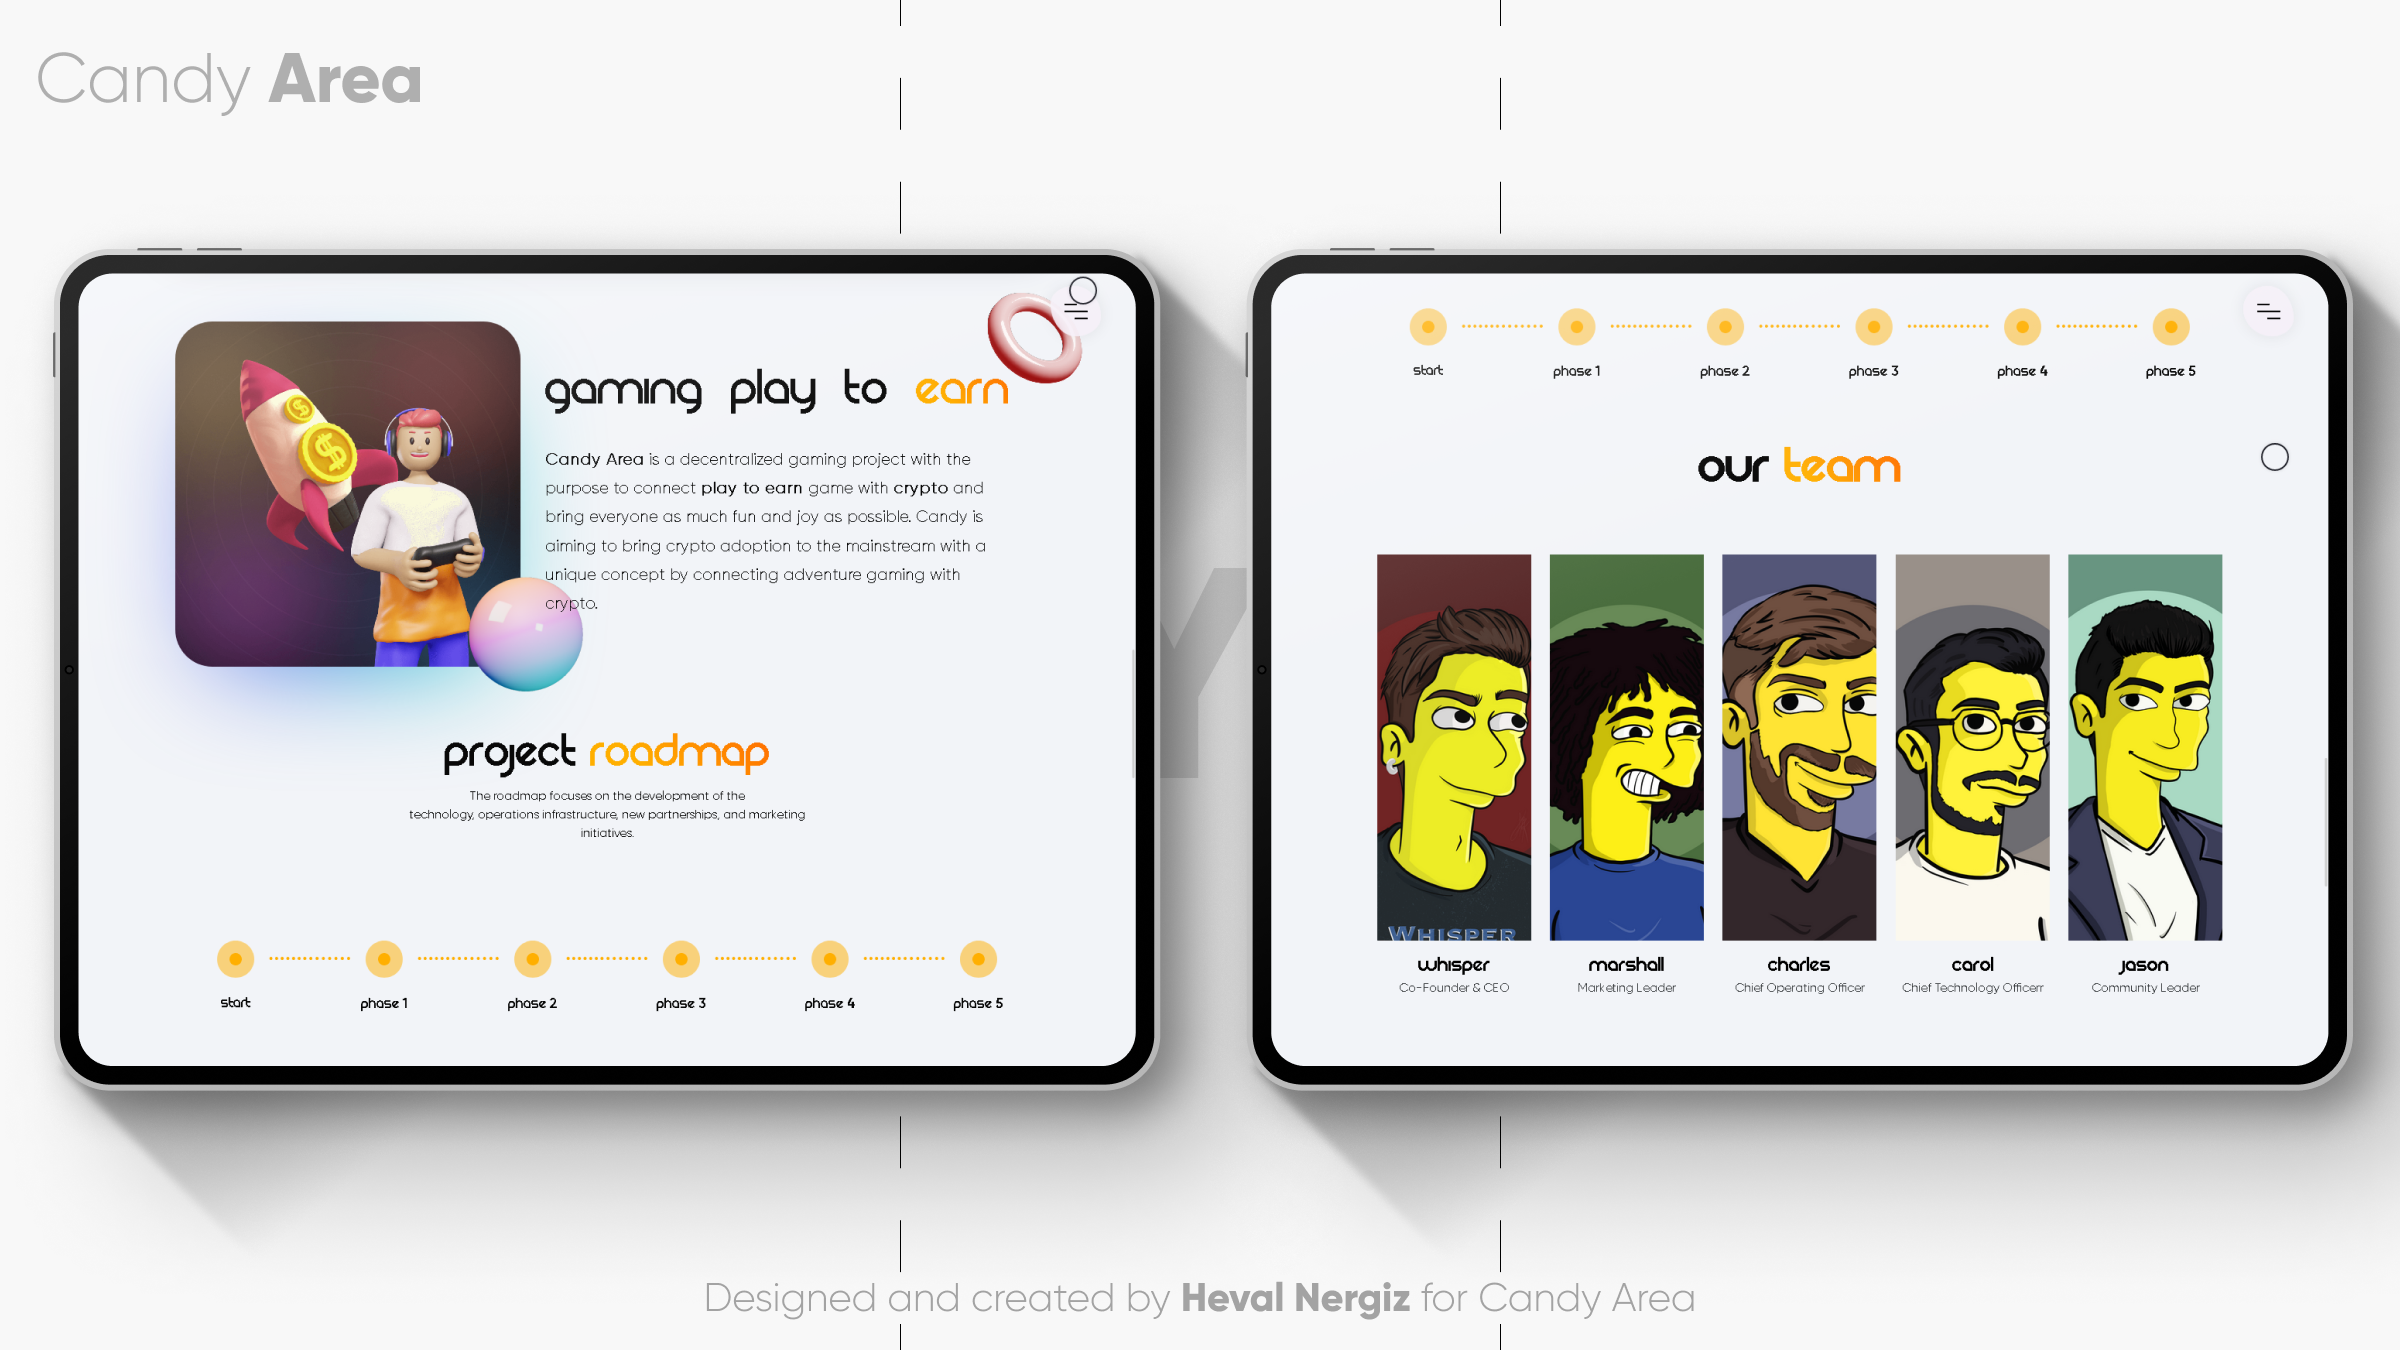 Candy Area
gaming play to earn
Candy Area is a decentralized gaming project with the
purpose to connect play to earn game with crypto and
bring everyone as much fun and joy as possible. Candy is
aiming to bring crypto adoption to the mainstream with a
unique concept by connecting adventure gaming with
crypto.
project roadmap
The roadmap focuses on the development of the
technology, operations infrastructure, new partnerships, and marketing
initiatives.
start phase 1 phase 2 phase 3 phase 4 phase 5
Y
start phase 1 phase 2 phase 3 phase 4 phase 5
our team
WHISPER
whisper marshall charles carol jason
Co-Founder & CEO Marketing Leader Chief Operating Officer Chief Technology Officerr Community Leader
Designed and created by Heval Nergiz for Candy Area